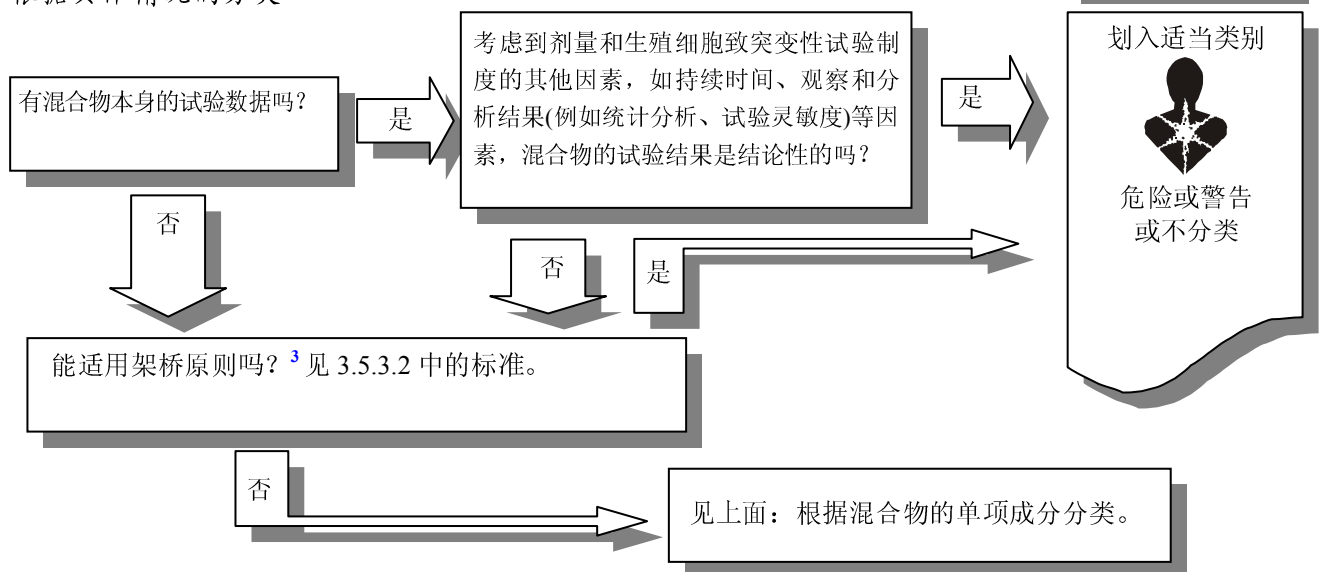 有混合物本身的试验数据吗？
是
考虑到剂量和生殖细胞致突变性试验制
度的其他因素，如持续时间、观察和分
析结果(例如统计分析、试验灵敏度)等因
素，混合物的试验结果是结论性的吗？
是
划入适当类别
危险或警告
或不分类
否
否
是
能适用架桥原则吗？3 见 3.5.3.2 中的标准。
否
见上面：根据混合物的单项成分分类。